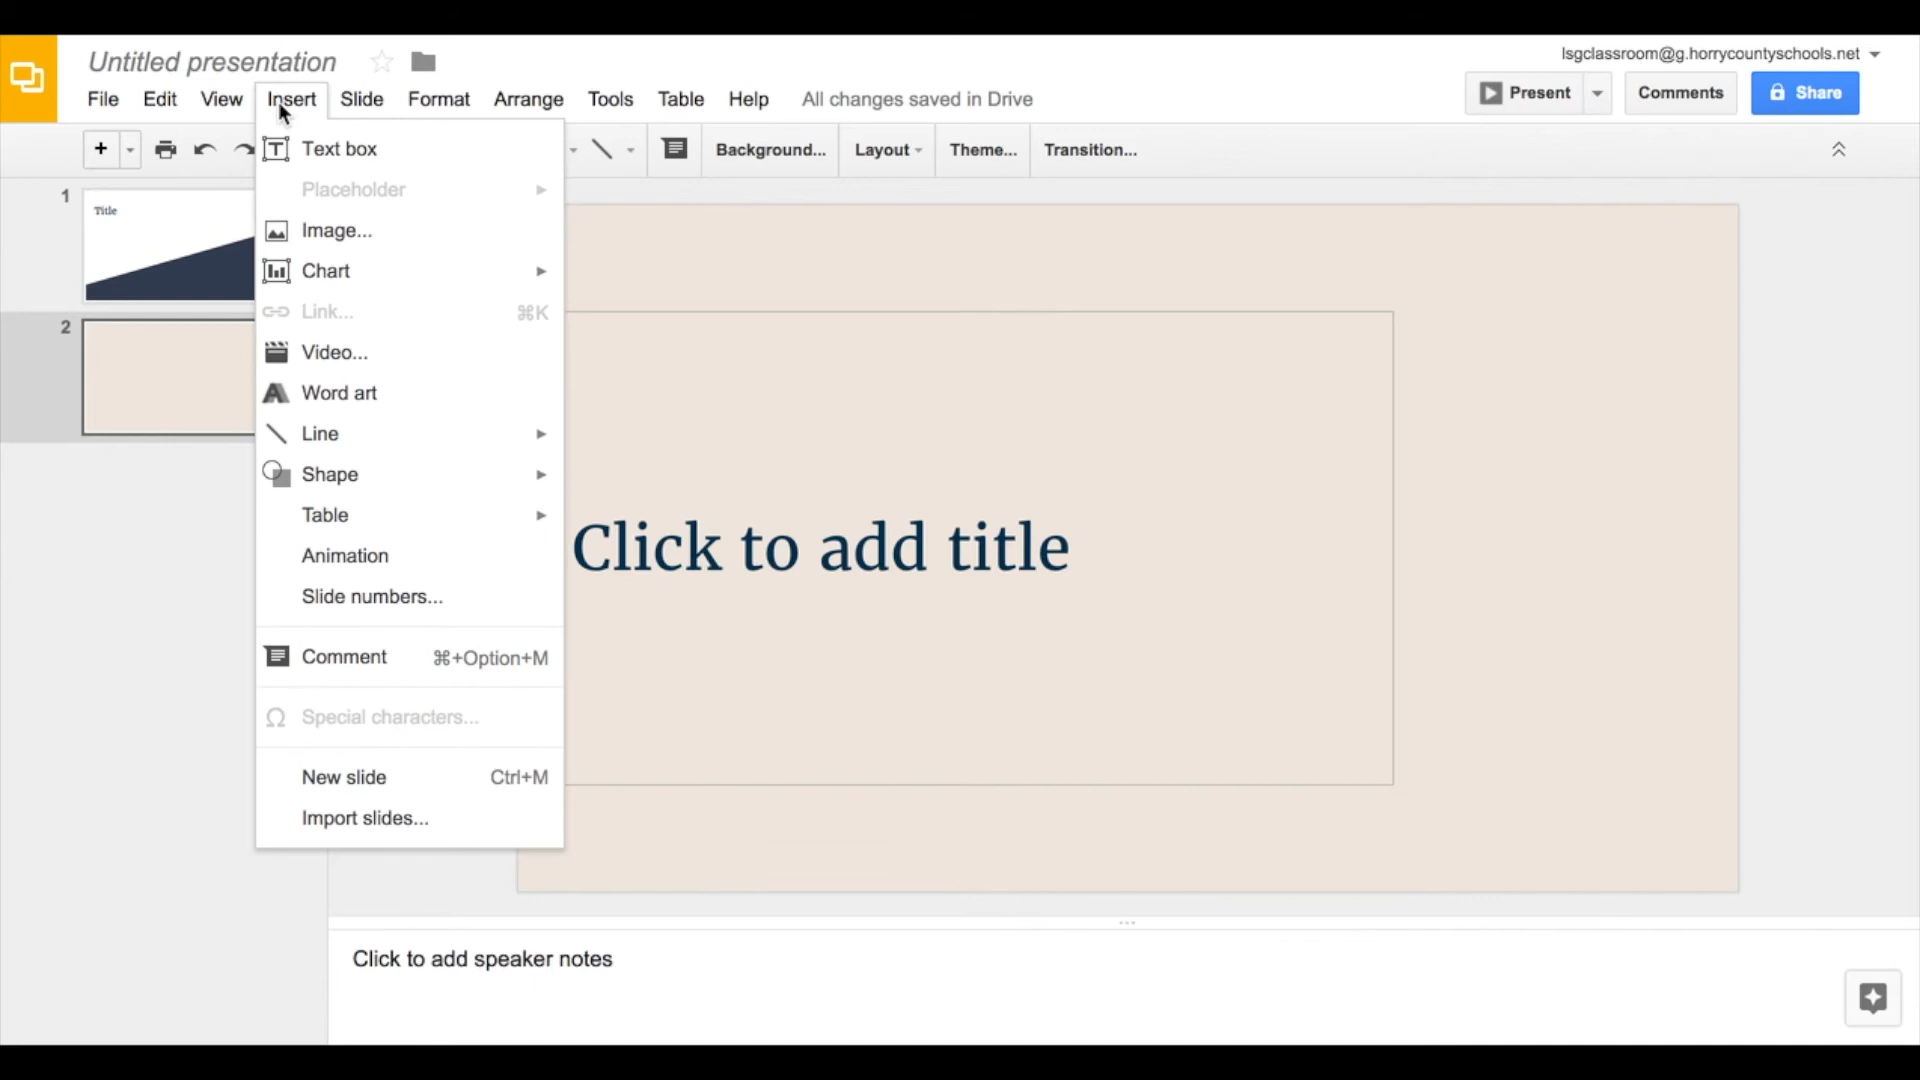 Untitled presentation
lsgclassroom@g.horrycountyschools.net
File Edit View Insert Slide Format Arrange Tools Table Help All changes saved in Drive
Present Comments Share
Background... Layout Theme... Transition...
Text box
Placeholder
Image...
Chart
Link... ⌘K
Video...
Word art
Line
Shape
Table
Animation
Slide numbers...
Comment ⌘+Option+M
Special characters...
New slide Ctrl+M
Import slides...
1
Title
2
Click to add title
Click to add speaker notes